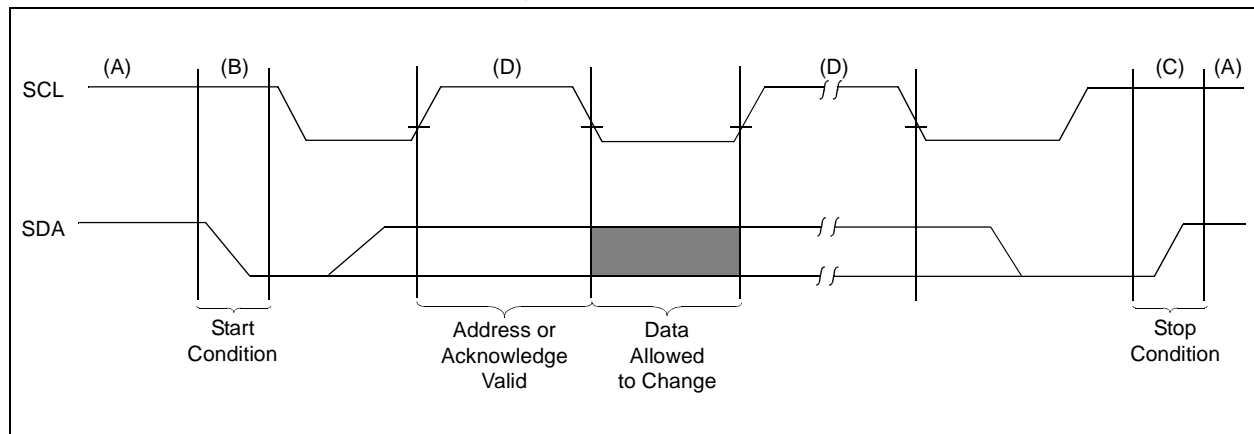 (A) (B) (D) (D) (C) (A)
SCL
SDA
Start
Condition
Address or
Acknowledge
Valid
Data
Allowed
to Change
Stop
Condition